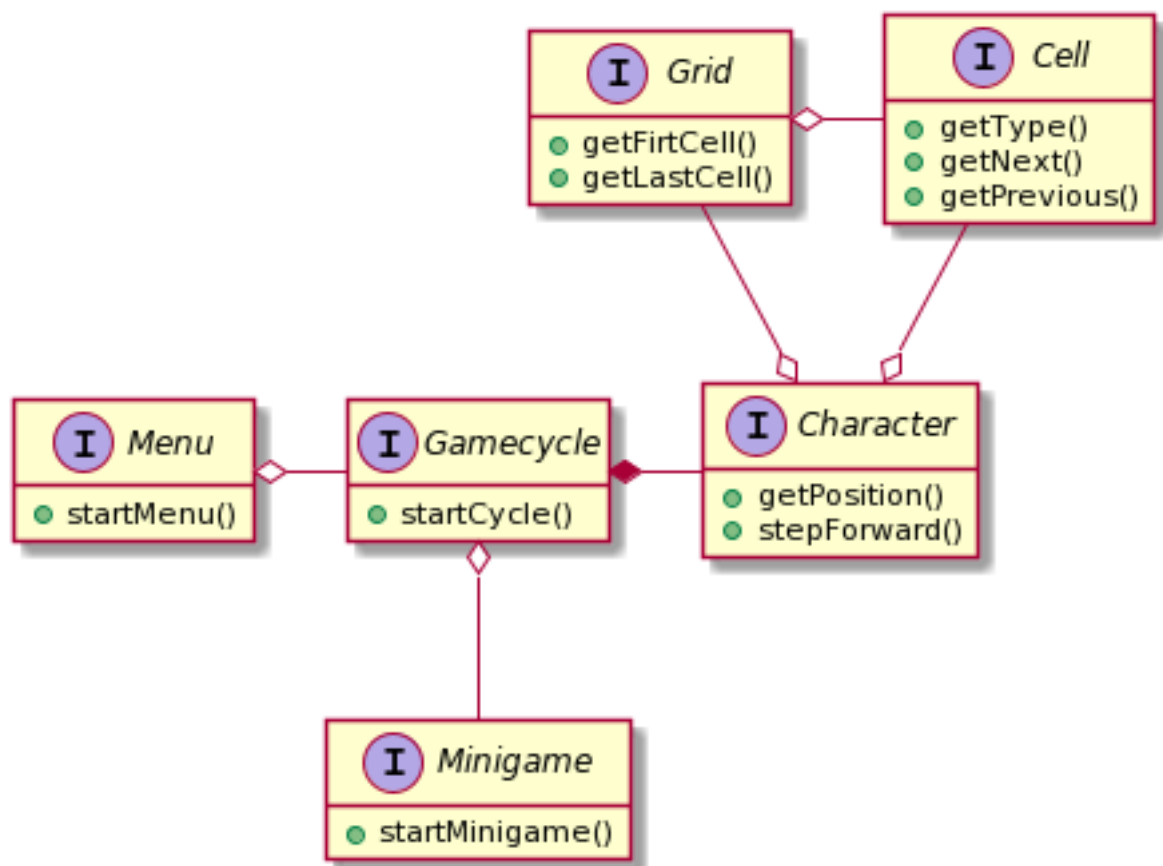 I Grid
getFirtCell()
getLastCell()
I Cell
getType()
getNext()
getPrevious()
I Menu
startMenu()
I Gamecycle
startCycle()
I Character
getPosition()
stepForward()
I Minigame
startMinigame()